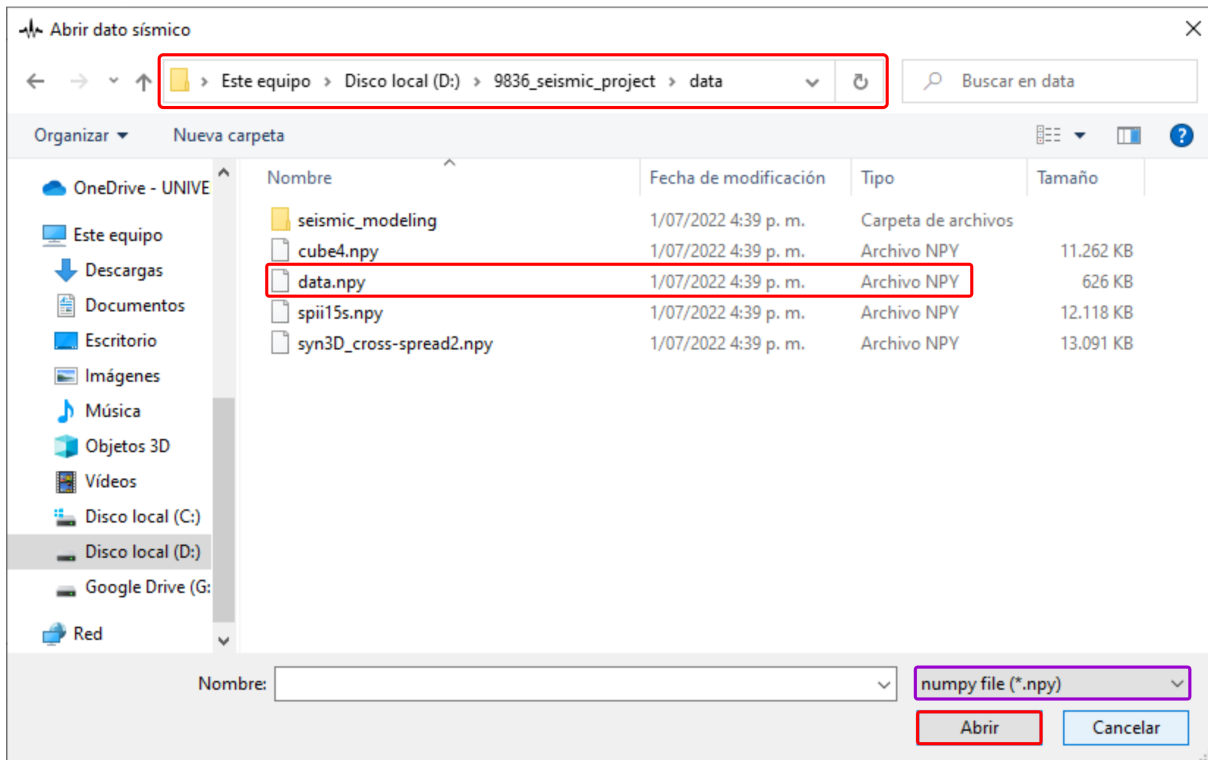 Abrir dato sísmico
Este equipo > Disco local (D:) > 9836_seismic_project > data
Buscar en data
Organizar
Nueva carpeta
Nombre Fecha de modificación Tipo Tamaño
seismic_modeling 1/07/2022 4:39 p. m. Carpeta de archivos
cube4.npy 1/07/2022 4:39 p. m. Archivo NPY 11.262 KB
data.npy 1/07/2022 4:39 p. m. Archivo NPY 626 KB
spii15s.npy 1/07/2022 4:39 p. m. Archivo NPY 12.118 KB
syn3D_cross-spread2.npy 1/07/2022 4:39 p. m. Archivo NPY 13.091 KB
OneDrive - UNIVE
Este equipo
Descargas
Documentos
Escritorio
Imágenes
Música
Objetos 3D
Vídeos
Disco local (C:)
Disco local (D:)
Google Drive (G:
Red
Nombre:
numpy file (*.npy)
Abrir
Cancelar